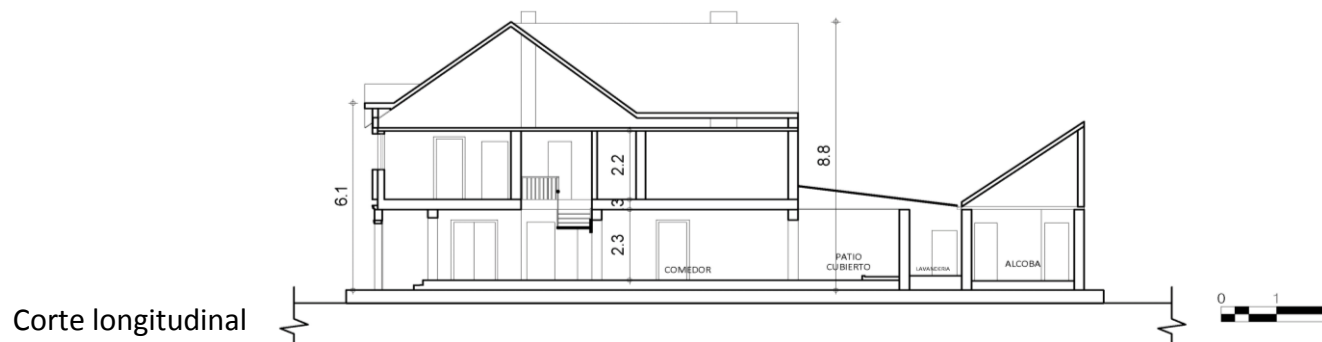 6.1
2.2
.3
2.3
8.8
COMEDOR
PATIO
CUBIERTO
LAVANDERIA
ALCOBA
Corte longitudinal
0 1